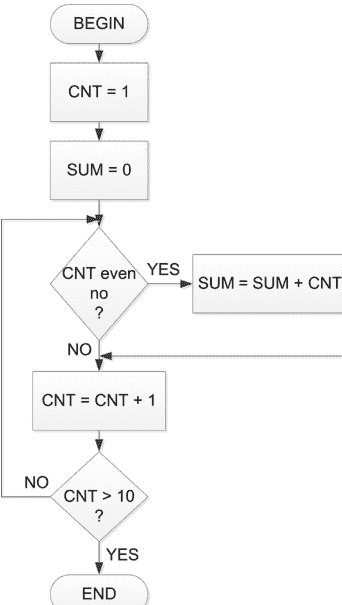 BEGIN
CNT = 1
SUM = 0
CNT even
no
?
YES
SUM = SUM + CNT
NO
CNT = CNT + 1
NO
CNT > 10
?
YES
END